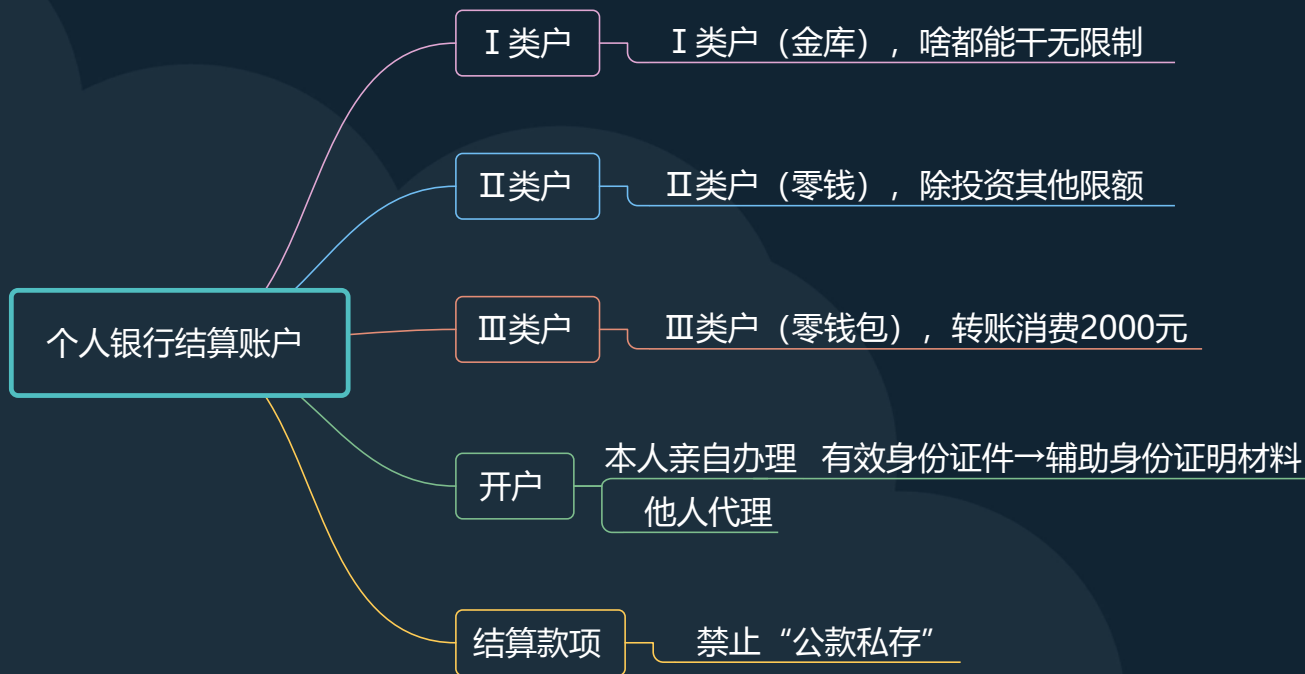 个人银行结算账户
Ⅰ类户
Ⅰ类户（金库），啥都能干无限制
Ⅱ类户
Ⅱ类户（零钱），除投资其他限额
Ⅲ类户
Ⅲ类户（零钱包），转账消费2000元
开户
本人亲自办理 有效身份证件→辅助身份证明材料
他人代理
结算款项
禁止“公款私存”